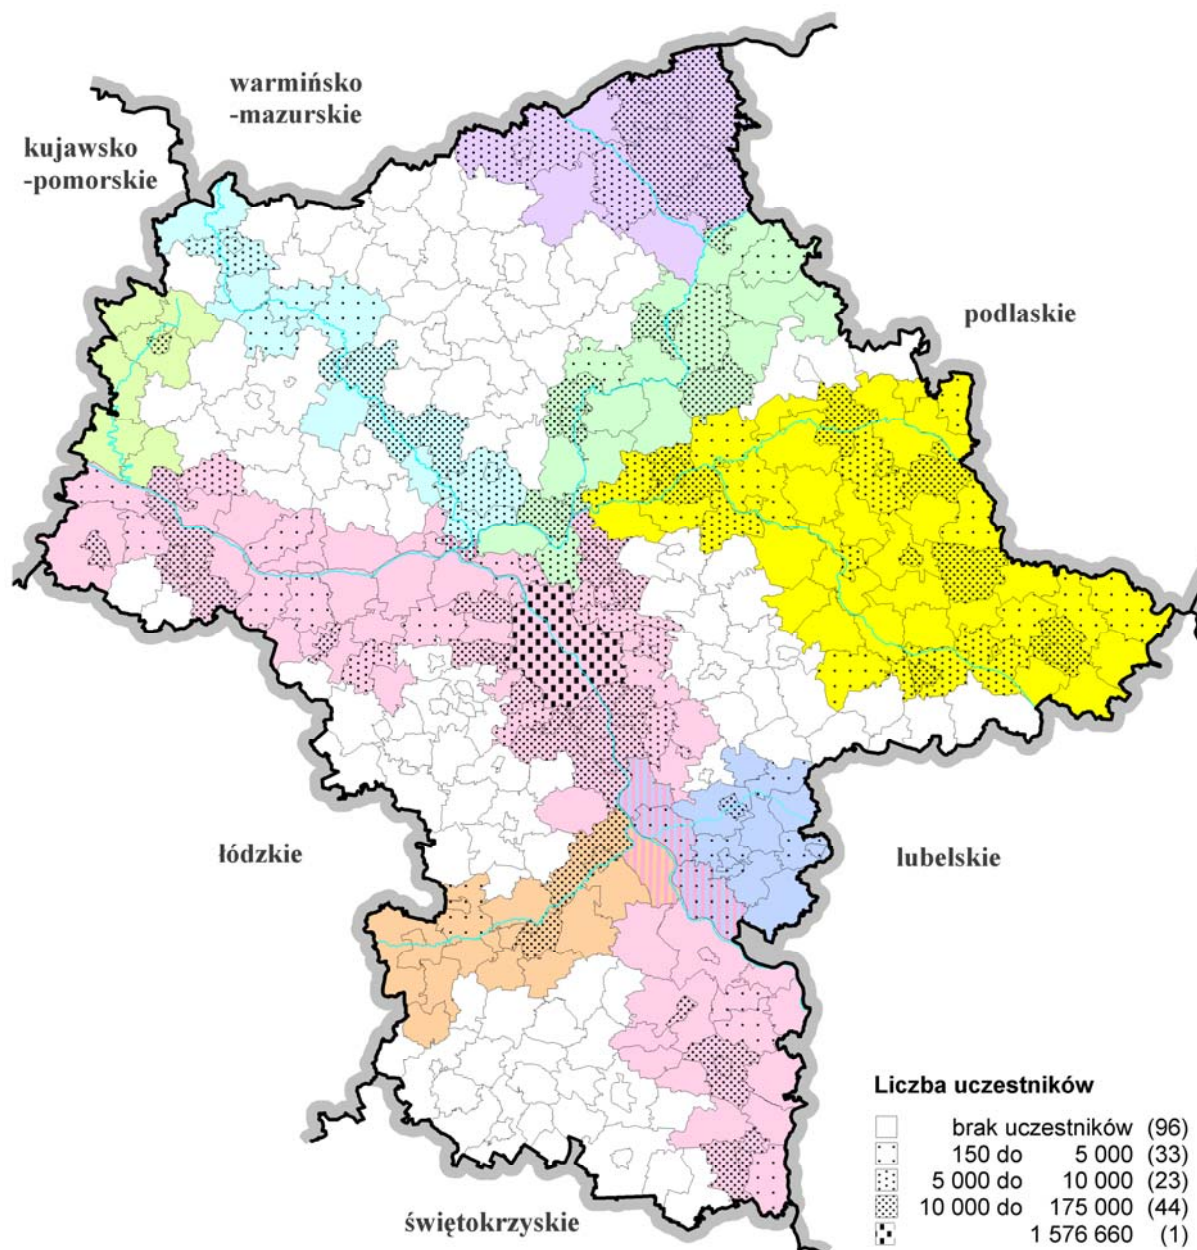 warmińsko
-mazurskie
kujawsko
-pomorskie
podlaskie
łódzkie
lubelskie
świętokrzyskie
Liczba uczestników
brak uczestników (96)
150 do 5 000 (33)
5 000 do 10 000 (23)
10 000 do 175 000 (44)
1 576 660 (1)